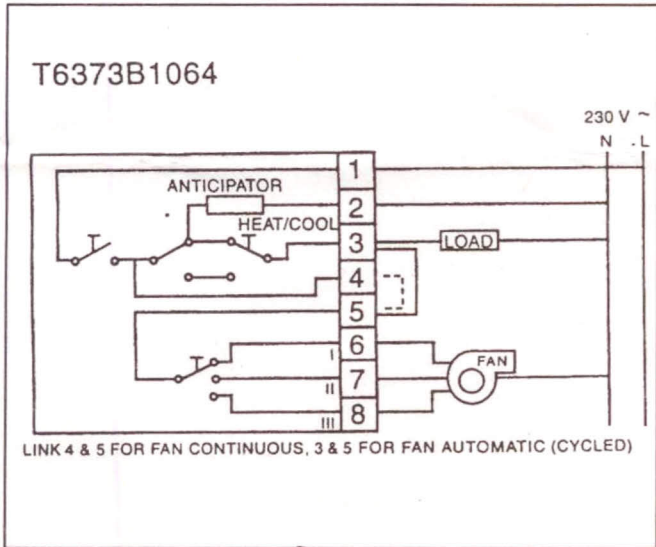 T6373B1064
230 V ~
N L
1
ANTICIPATOR
2
HEAT/COOL
3
LOAD
4
5
6
I
FAN
7
II
8
III
LINK 4 & 5 FOR FAN CONTINUOUS, 3 & 5 FOR FAN AUTOMATIC (CYCLED)